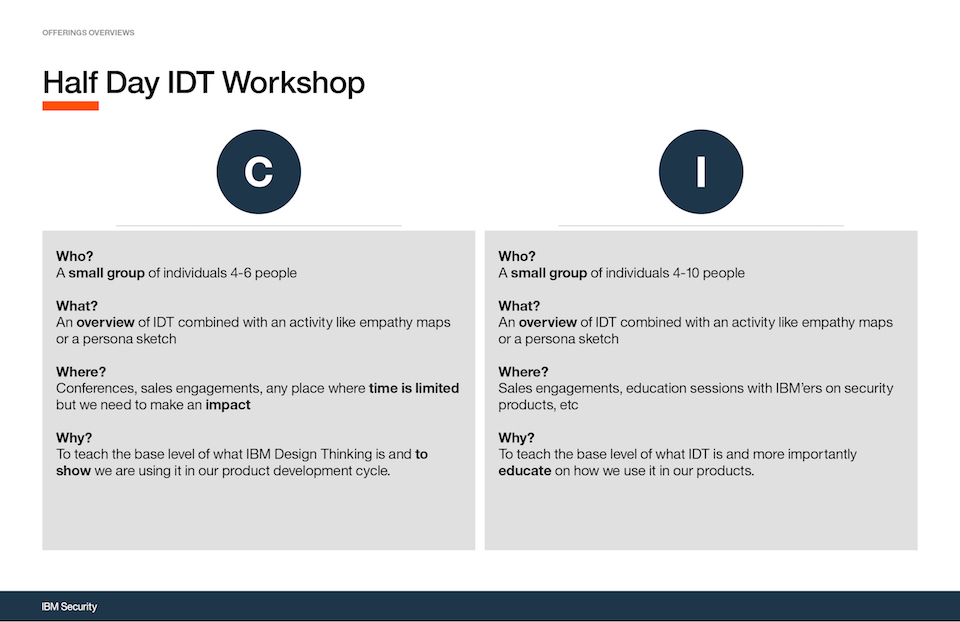 OFFERINGS OVERVIEWS
Half Day IDT Workshop
C
Who?
A small group of individuals 4-6 people
What?
An overview of IDT combined with an activity like empathy maps
or a persona sketch
Where?
Conferences, sales engagements, any place where time is limited
but we need to make an impact
Why?
To teach the base level of what IBM Design Thinking is and to
show we are using it in our product development cycle.
I
Who?
A small group of individuals 4-10 people
What?
An overview of IDT combined with an activity like empathy maps
or a persona sketch
Where?
Sales engagements, education sessions with IBM’ers on security
products, etc
Why?
To teach the base level of what IDT is and more importantly
educate on how we use it in our products.
IBM Security